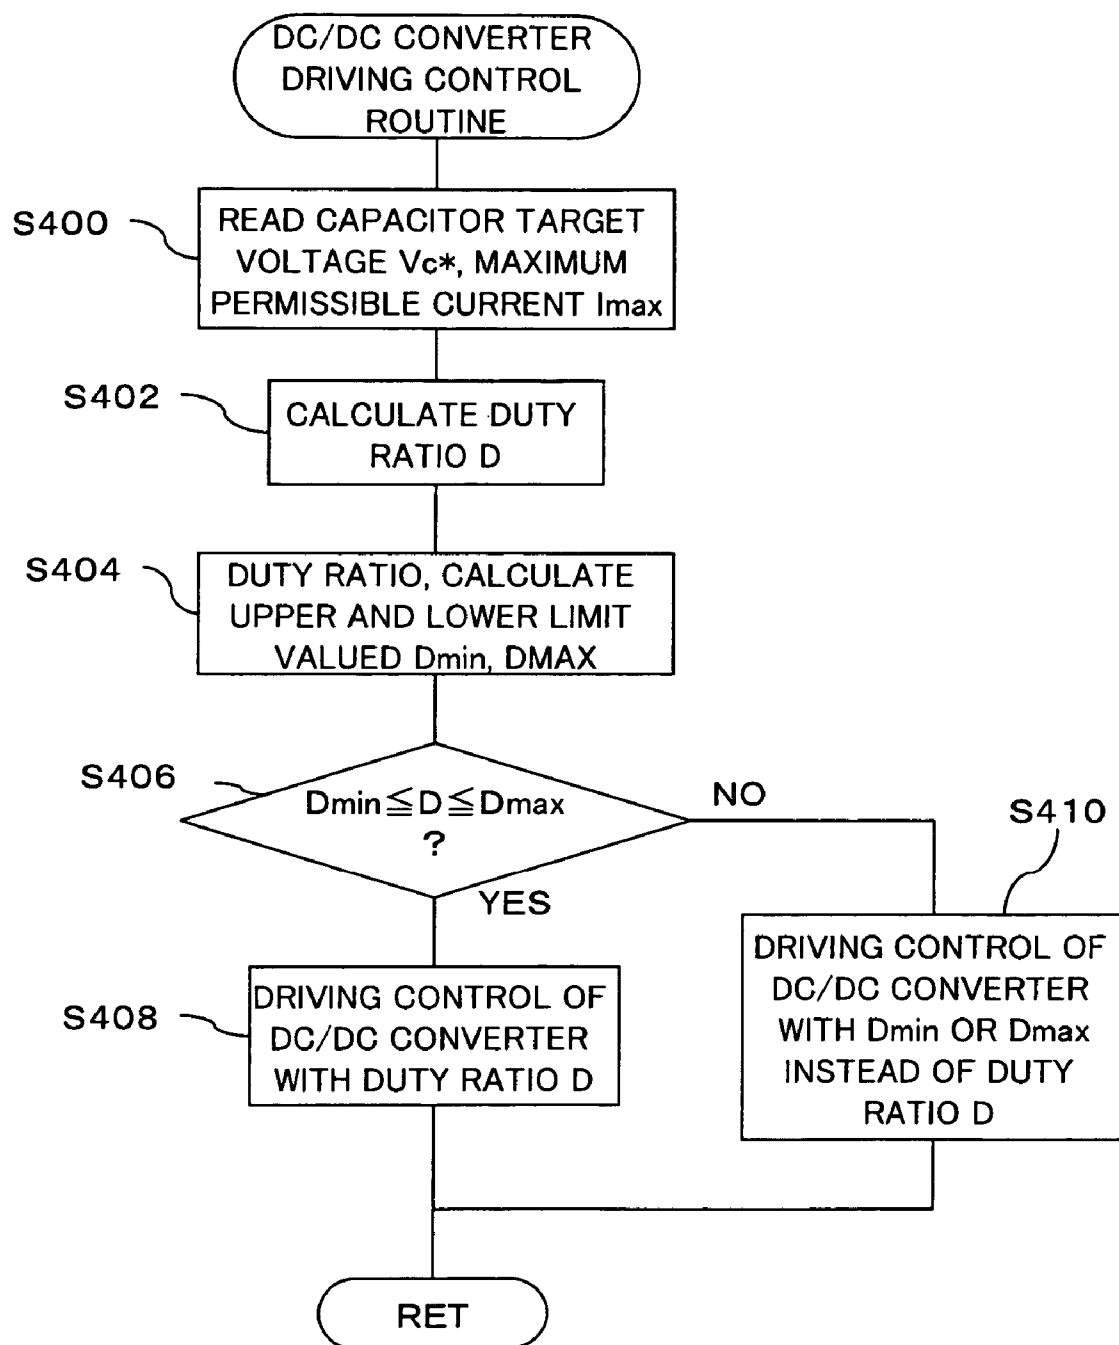 DC/DC CONVERTER
DRIVING CONTROL
ROUTINE
S400
READ CAPACITOR TARGET
VOLTAGE Vc*, MAXIMUM
PERMISSIBLE CURRENT Imax
S402
CALCULATE DUTY
RATIO D
S404
DUTY RATIO, CALCULATE
UPPER AND LOWER LIMIT
VALUED Dmin, DMAX
S406
Dmin≦D≦Dmax
?
NO
YES
S410
DRIVING CONTROL OF
DC/DC CONVERTER
WITH Dmin OR Dmax
INSTEAD OF DUTY
RATIO D
S408
DRIVING CONTROL OF
DC/DC CONVERTER
WITH DUTY RATIO D
RET